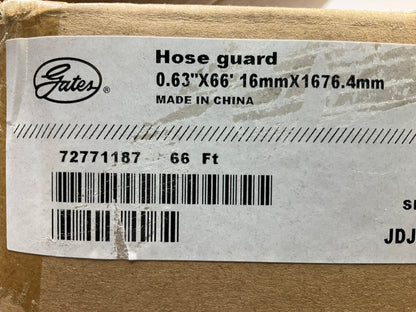 Gates ®
Hose guard
0.63"X66' 16mmX1676.4mm
MADE IN CHINA
72771187 66 Ft
JDJ